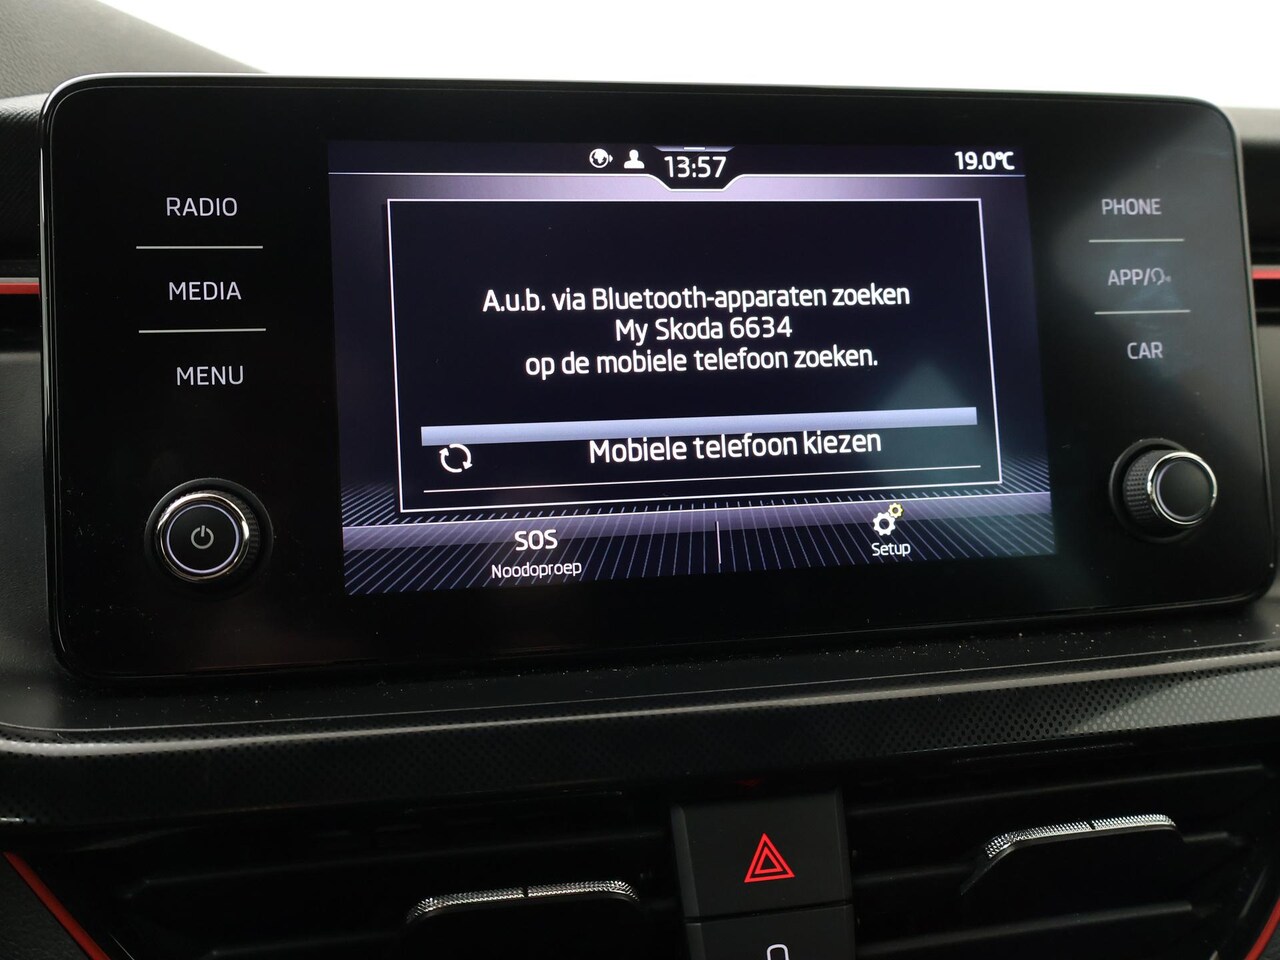 13:57
19.0°C
RADIO
MEDIA
MENU
A.u.b. via Bluetooth-apparaten zoeken
My Skoda 6634
op de mobiele telefoon zoeken.
Mobiele telefoon kiezen
SOS
Noodoproep
Setup
PHONE
APP/
CAR